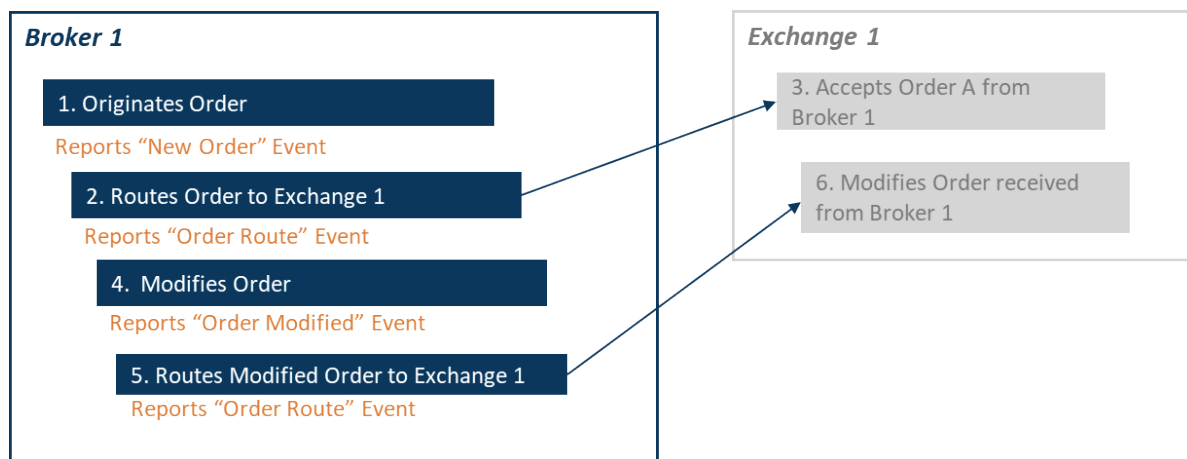 Broker 1
1. Originates Order
Reports “New Order” Event
2. Routes Order to Exchange 1
Reports “Order Route” Event
4. Modifies Order
Reports “Order Modified” Event
5. Routes Modified Order to Exchange 1
Reports “Order Route” Event
Exchange 1
3. Accepts Order A from
Broker 1
6. Modifies Order received
from Broker 1